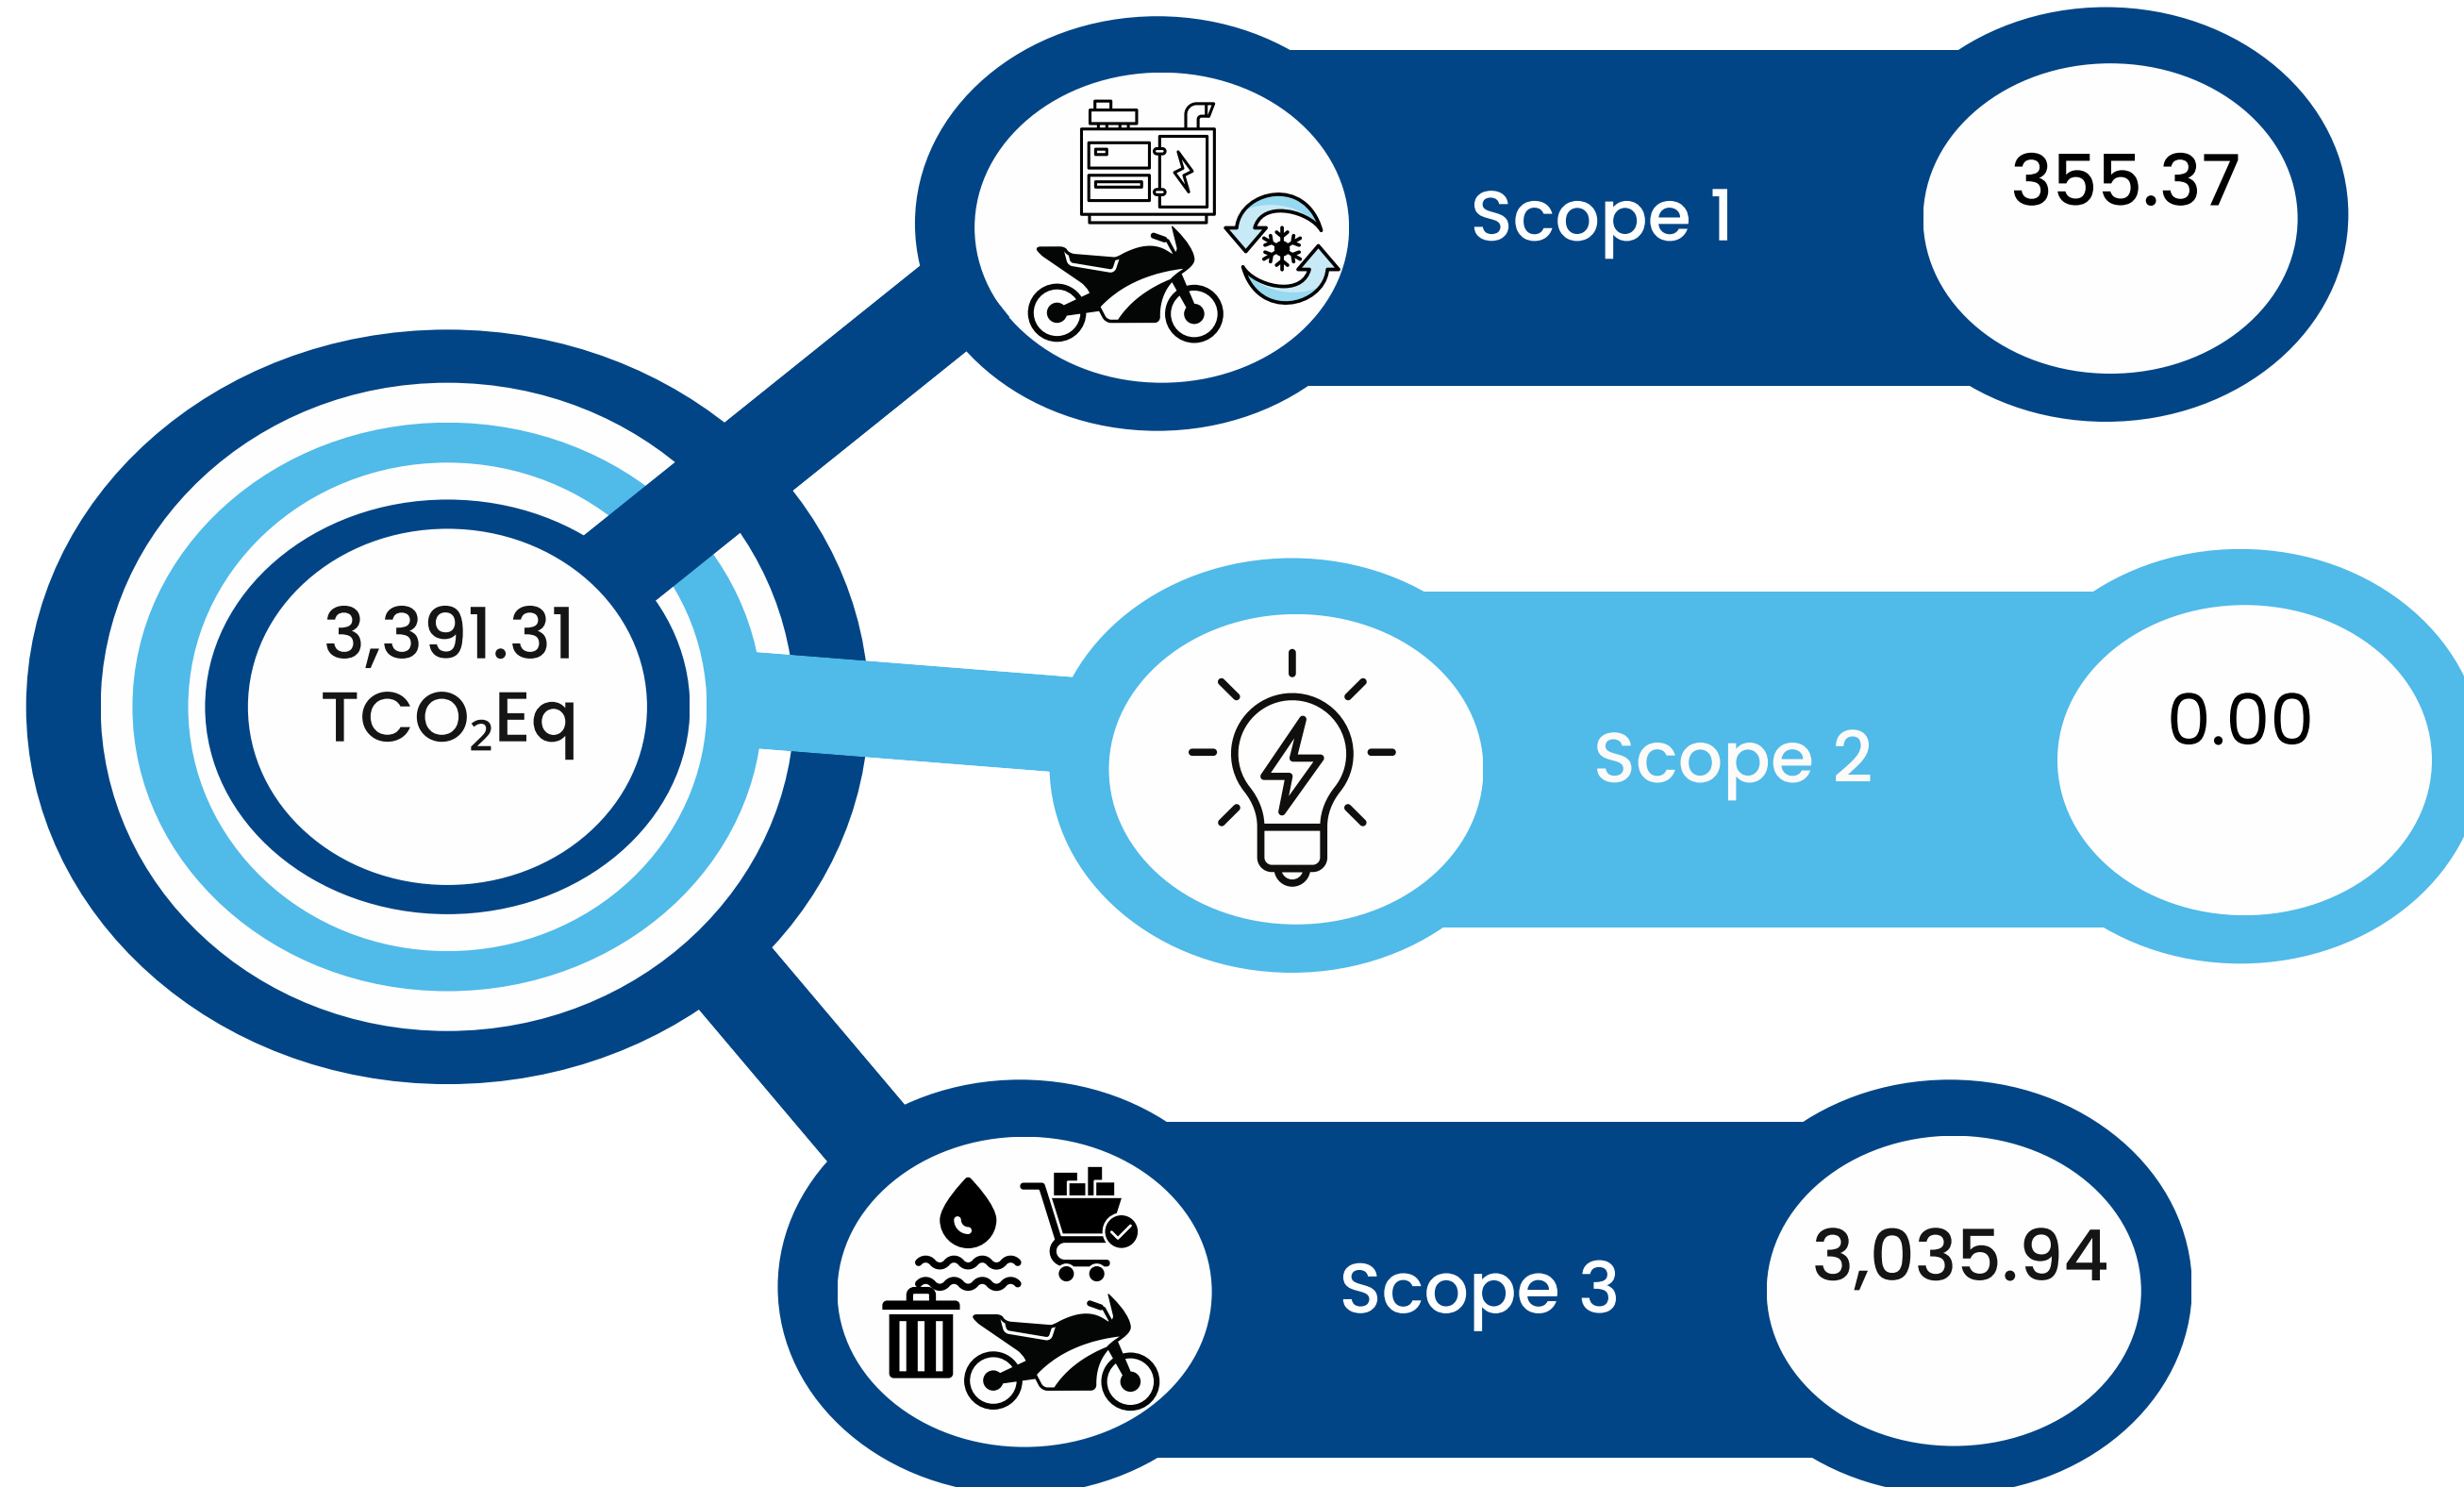 Scope 1
355.37
3,391.31
TCO₂Eq
Scope 2
0.00
Scope 3
3,035.94